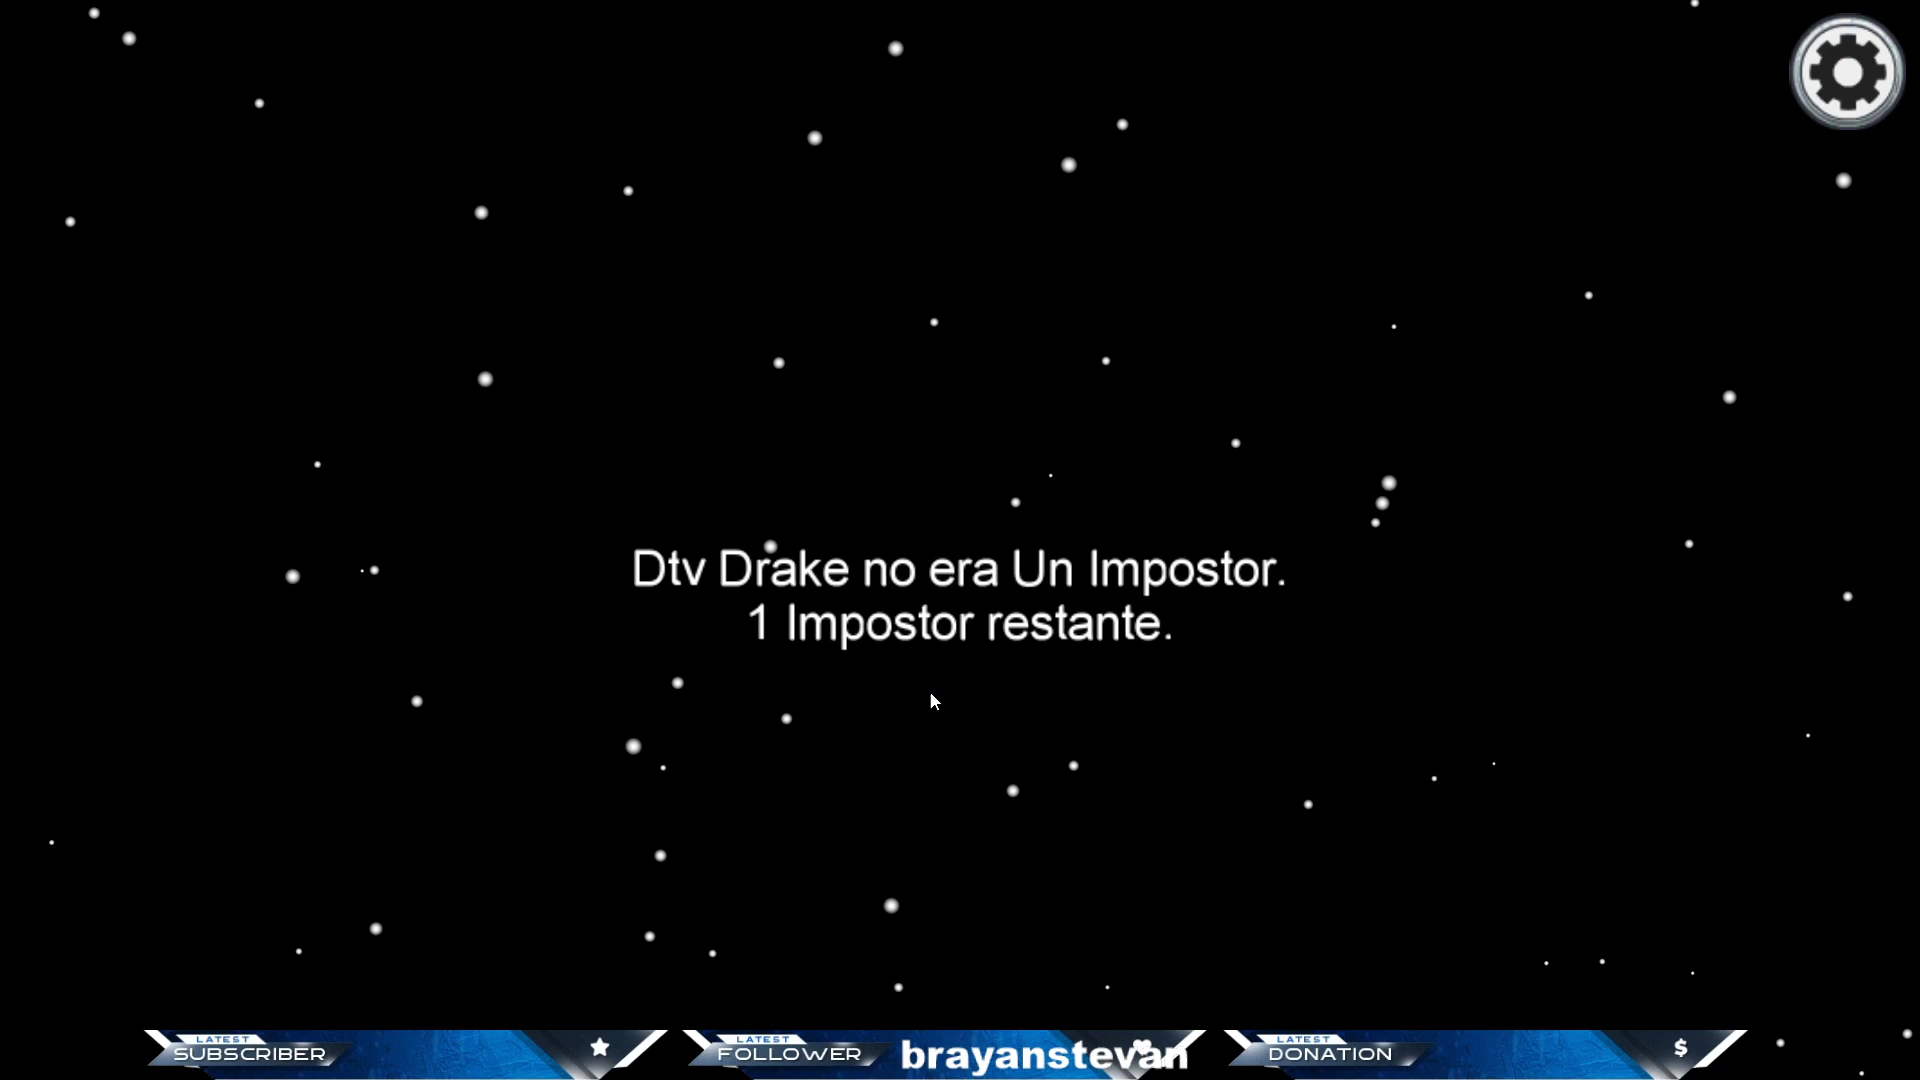 Dtv Drake no era Un Impostor.
1 Impostor restante.
LATEST
SUBSCRIBER
LATEST
FOLLOWER
brayanstevan
LATEST
DONATION
$